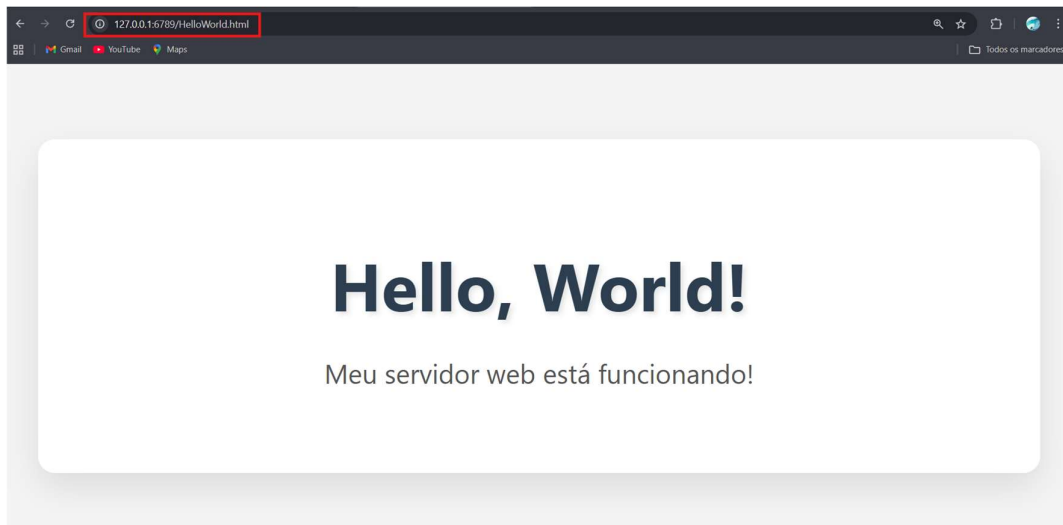 127.0.0.1:6789/HelloWorld.html
Gmail YouTube Maps Todos os marcadores
Hello, World!
Meu servidor web está funcionando!